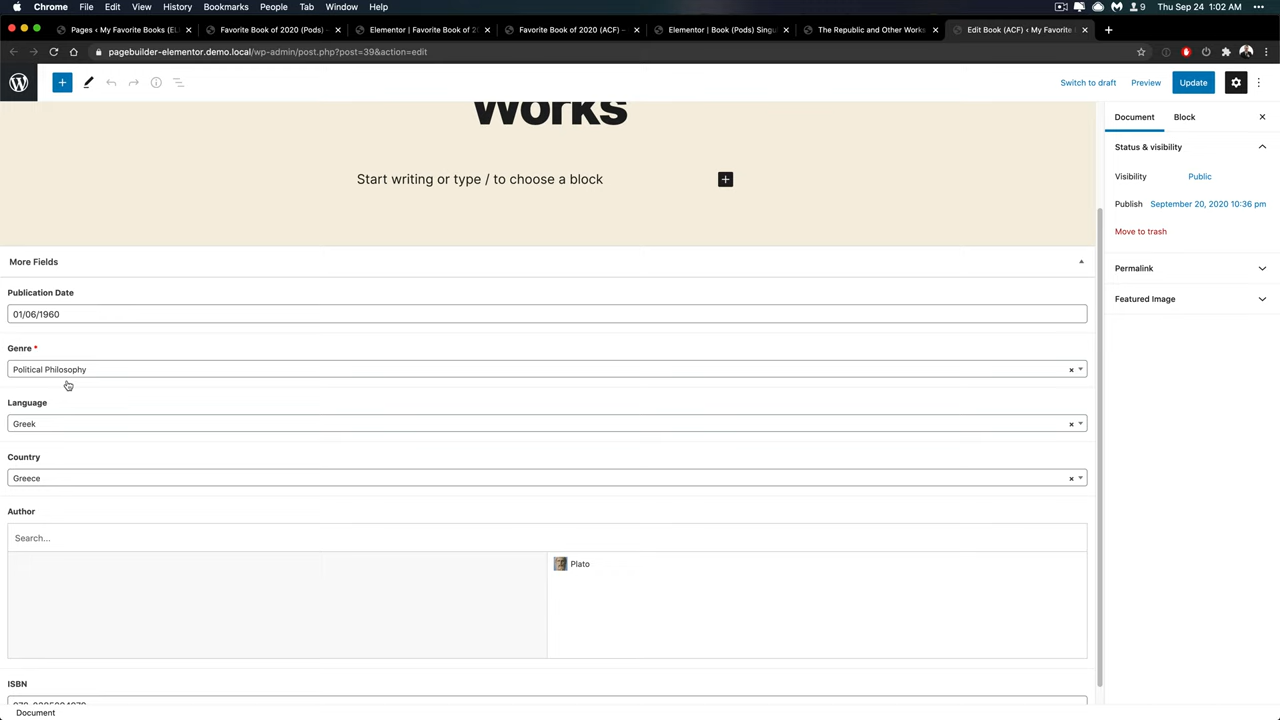 Chrome File Edit View History Bookmarks People Tab Window Help
9 Thu Sep 24 1:02 AM
Pages ‹ My Favorite Books (EL
Favorite Book of 2020 (Pods) –
Elementor | Favorite Book of 2
Favorite Book of 2020 (ACF) –
Elementor | Book (Pods) Singu
The Republic and Other Works
Edit Book (ACF) ‹ My Favorite
pagebuilder-elementor.demo.local/wp-admin/post.php?post=39&action=edit
Switch to draft Preview Update
Works
Start writing or type / to choose a block
Document Block
Status & visibility
Visibility Public
Publish September 20, 2020 10:36 pm
Move to trash
Permalink
Featured Image
More Fields
Publication Date
01/06/1960
Genre *
Political Philosophy
Language
Greek
Country
Greece
Author
Search...
Plato
ISBN
Document